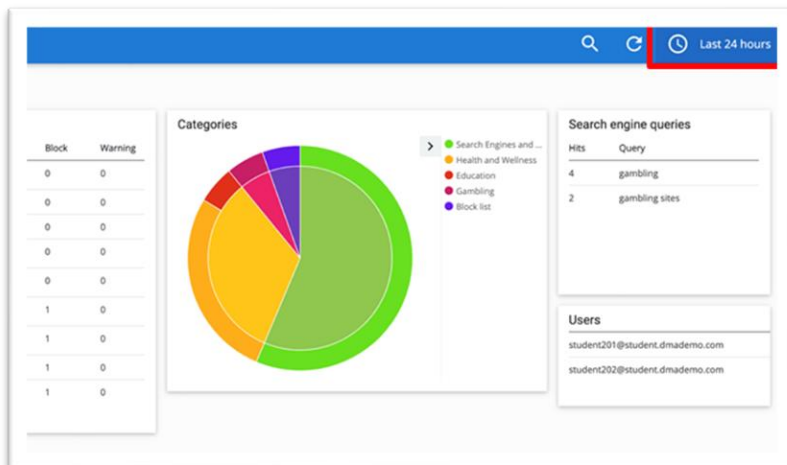 Last 24 hours
Block Warning
0 0
0 0
0 0
0 0
0 0
1 0
1 0
1 0
1 0
Categories
Search Engines and ...
Health and Wellness
Education
Gambling
Block list
Search engine queries
Hits Query
4 gambling
2 gambling sites
Users
student201@student.dmademo.com
student202@student.dmademo.com